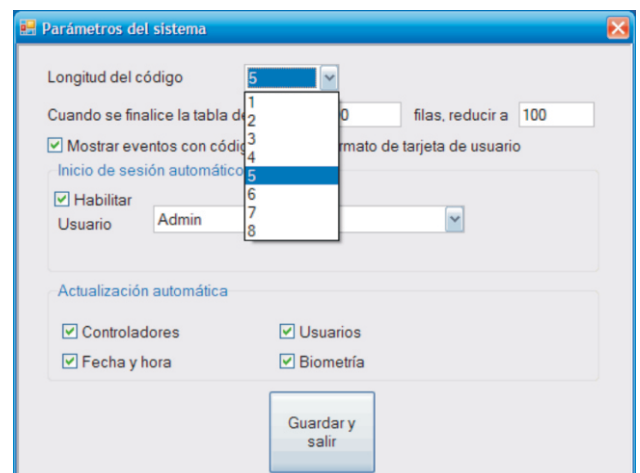 Parámetros del sistema
Longitud del código 5
1
2
3
4
5
6
7
8
Cuando se finalice la tabla de 0 filas, reducir a 100
Mostrar eventos con códig rmato de tarjeta de usuario
Inicio de sesión automático
Habilitar
Usuario Admin
Actualización automática
Controladores Usuarios
Fecha y hora Biometría
Guardar y
salir